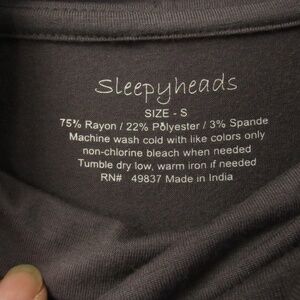 Sleepyheads
SIZE - S
75% Rayon / 22% Polyester / 3% Spande
Machine wash cold with like colors only
non-chlorine bleach when needed
Tumble dry low, warm iron if needed
RN# 49837 Made in India